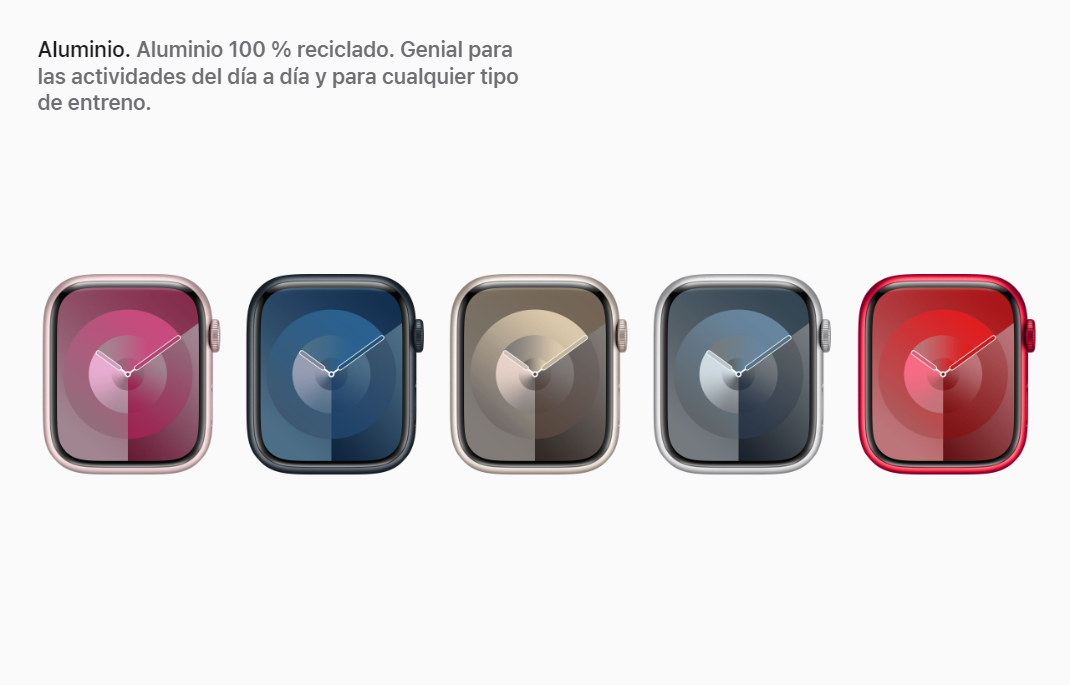 Aluminio. Aluminio 100 % reciclado. Genial para
las actividades del día a día y para cualquier tipo
de entreno.